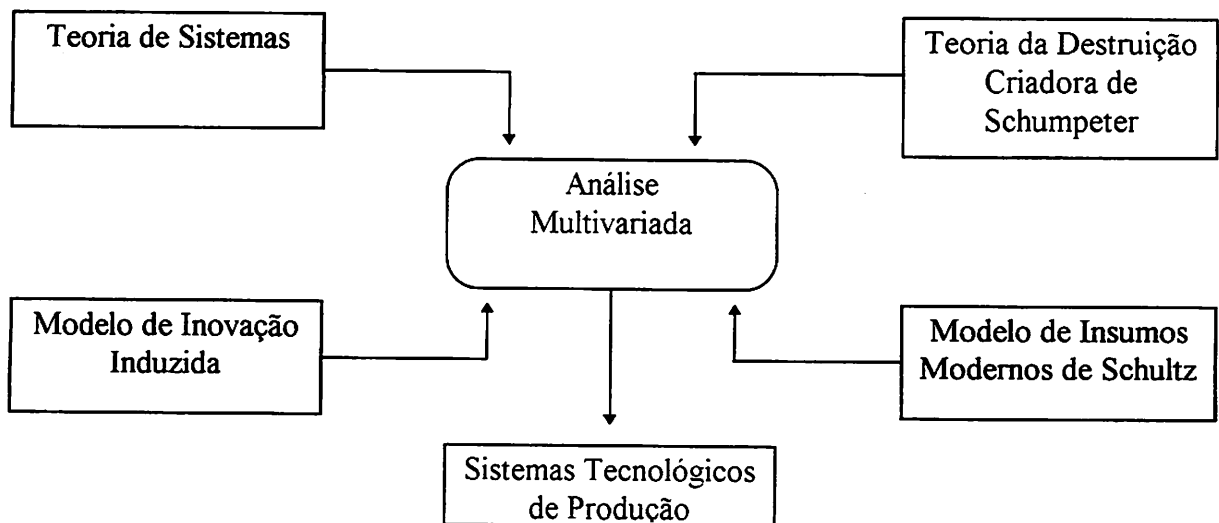 Teoria de Sistemas
Teoria da Destruição
Criadora de
Schumpeter
Análise
Multivariada
Modelo de Inovação
Induzida
Modelo de Insumos
Modernos de Schultz
Sistemas Tecnológicos
de Produção